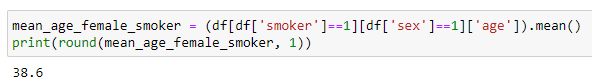 mean_age_female_smoker = (df[df['smoker']==1][df['sex']==1]['age']).mean()
print(round(mean_age_female_smoker, 1))
38.6